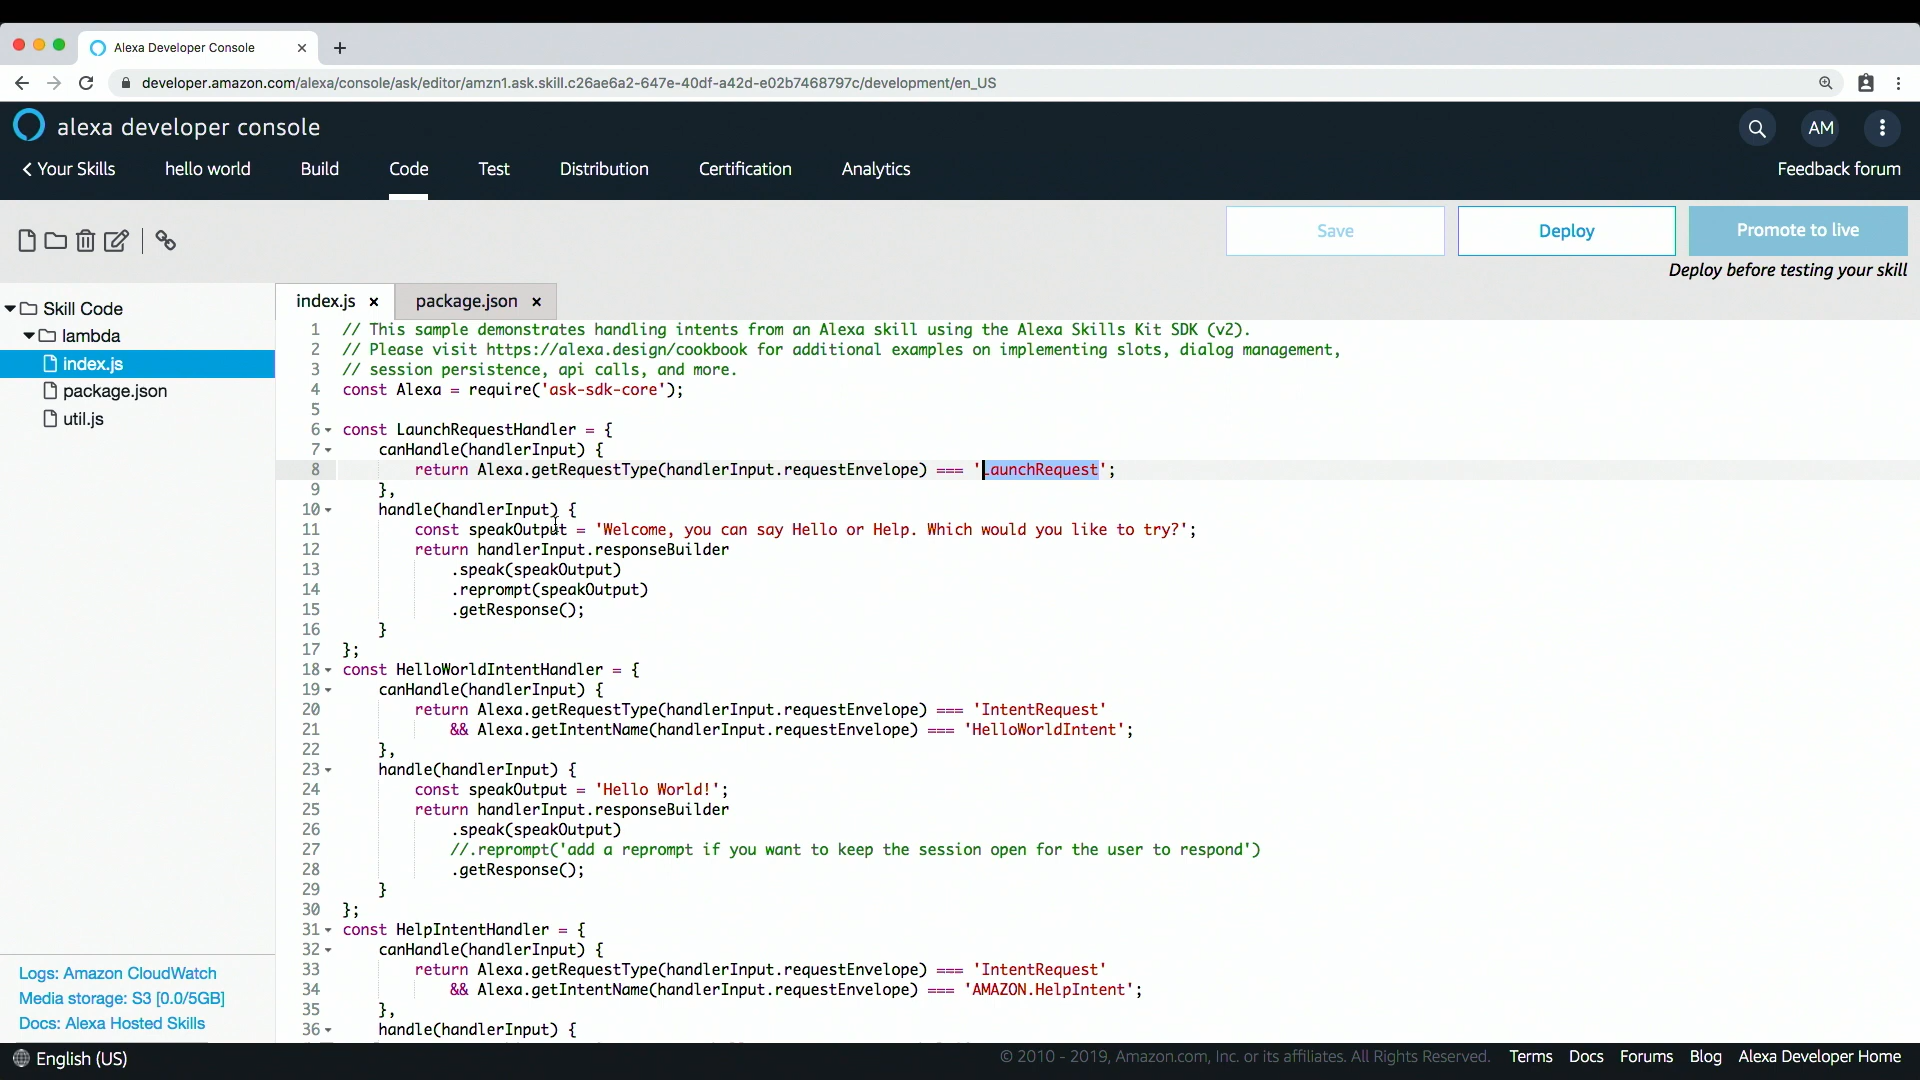 Alexa Developer Console
developer.amazon.com/alexa/console/ask/editor/amzn1.ask.skill.c26ae6a2-647e-40df-a42d-e02b7468797c/development/en_US
alexa developer console
AM
Your Skills hello world Build Code Test Distribution Certification Analytics Feedback forum
Save Deploy Promote to live
Deploy before testing your skill
Skill Code
lambda
index.js
package.json
util.js
index.js × package.json ×
1 // This sample demonstrates handling intents from an Alexa skill using the Alexa Skills Kit SDK (v2).
2 // Please visit https://alexa.design/cookbook for additional examples on implementing slots, dialog management,
3 // session persistence, api calls, and more.
4 const Alexa = require('ask-sdk-core');
5
6 const LaunchRequestHandler = {
7     canHandle(handlerInput) {
8         return Alexa.getRequestType(handlerInput.requestEnvelope) === 'LaunchRequest';
9     },
10     handle(handlerInput) {
11         const speakOutput = 'Welcome, you can say Hello or Help. Which would you like to try?';
12         return handlerInput.responseBuilder
13             .speak(speakOutput)
14             .reprompt(speakOutput)
15             .getResponse();
16     }
17 };
18 const HelloWorldIntentHandler = {
19     canHandle(handlerInput) {
20         return Alexa.getRequestType(handlerInput.requestEnvelope) === 'IntentRequest'
21             && Alexa.getIntentName(handlerInput.requestEnvelope) === 'HelloWorldIntent';
22     },
23     handle(handlerInput) {
24         const speakOutput = 'Hello World!';
25         return handlerInput.responseBuilder
26             .speak(speakOutput)
27             //.reprompt('add a reprompt if you want to keep the session open for the user to respond')
28             .getResponse();
29     }
30 };
31 const HelpIntentHandler = {
32     canHandle(handlerInput) {
33         return Alexa.getRequestType(handlerInput.requestEnvelope) === 'IntentRequest'
34             && Alexa.getIntentName(handlerInput.requestEnvelope) === 'AMAZON.HelpIntent';
35     },
36     handle(handlerInput) {
Logs: Amazon CloudWatch
Media storage: S3 [0.0/5GB]
Docs: Alexa Hosted Skills
English (US) © 2010 - 2019, Amazon.com, Inc. or its affiliates. All Rights Reserved. Terms Docs Forums Blog Alexa Developer Home